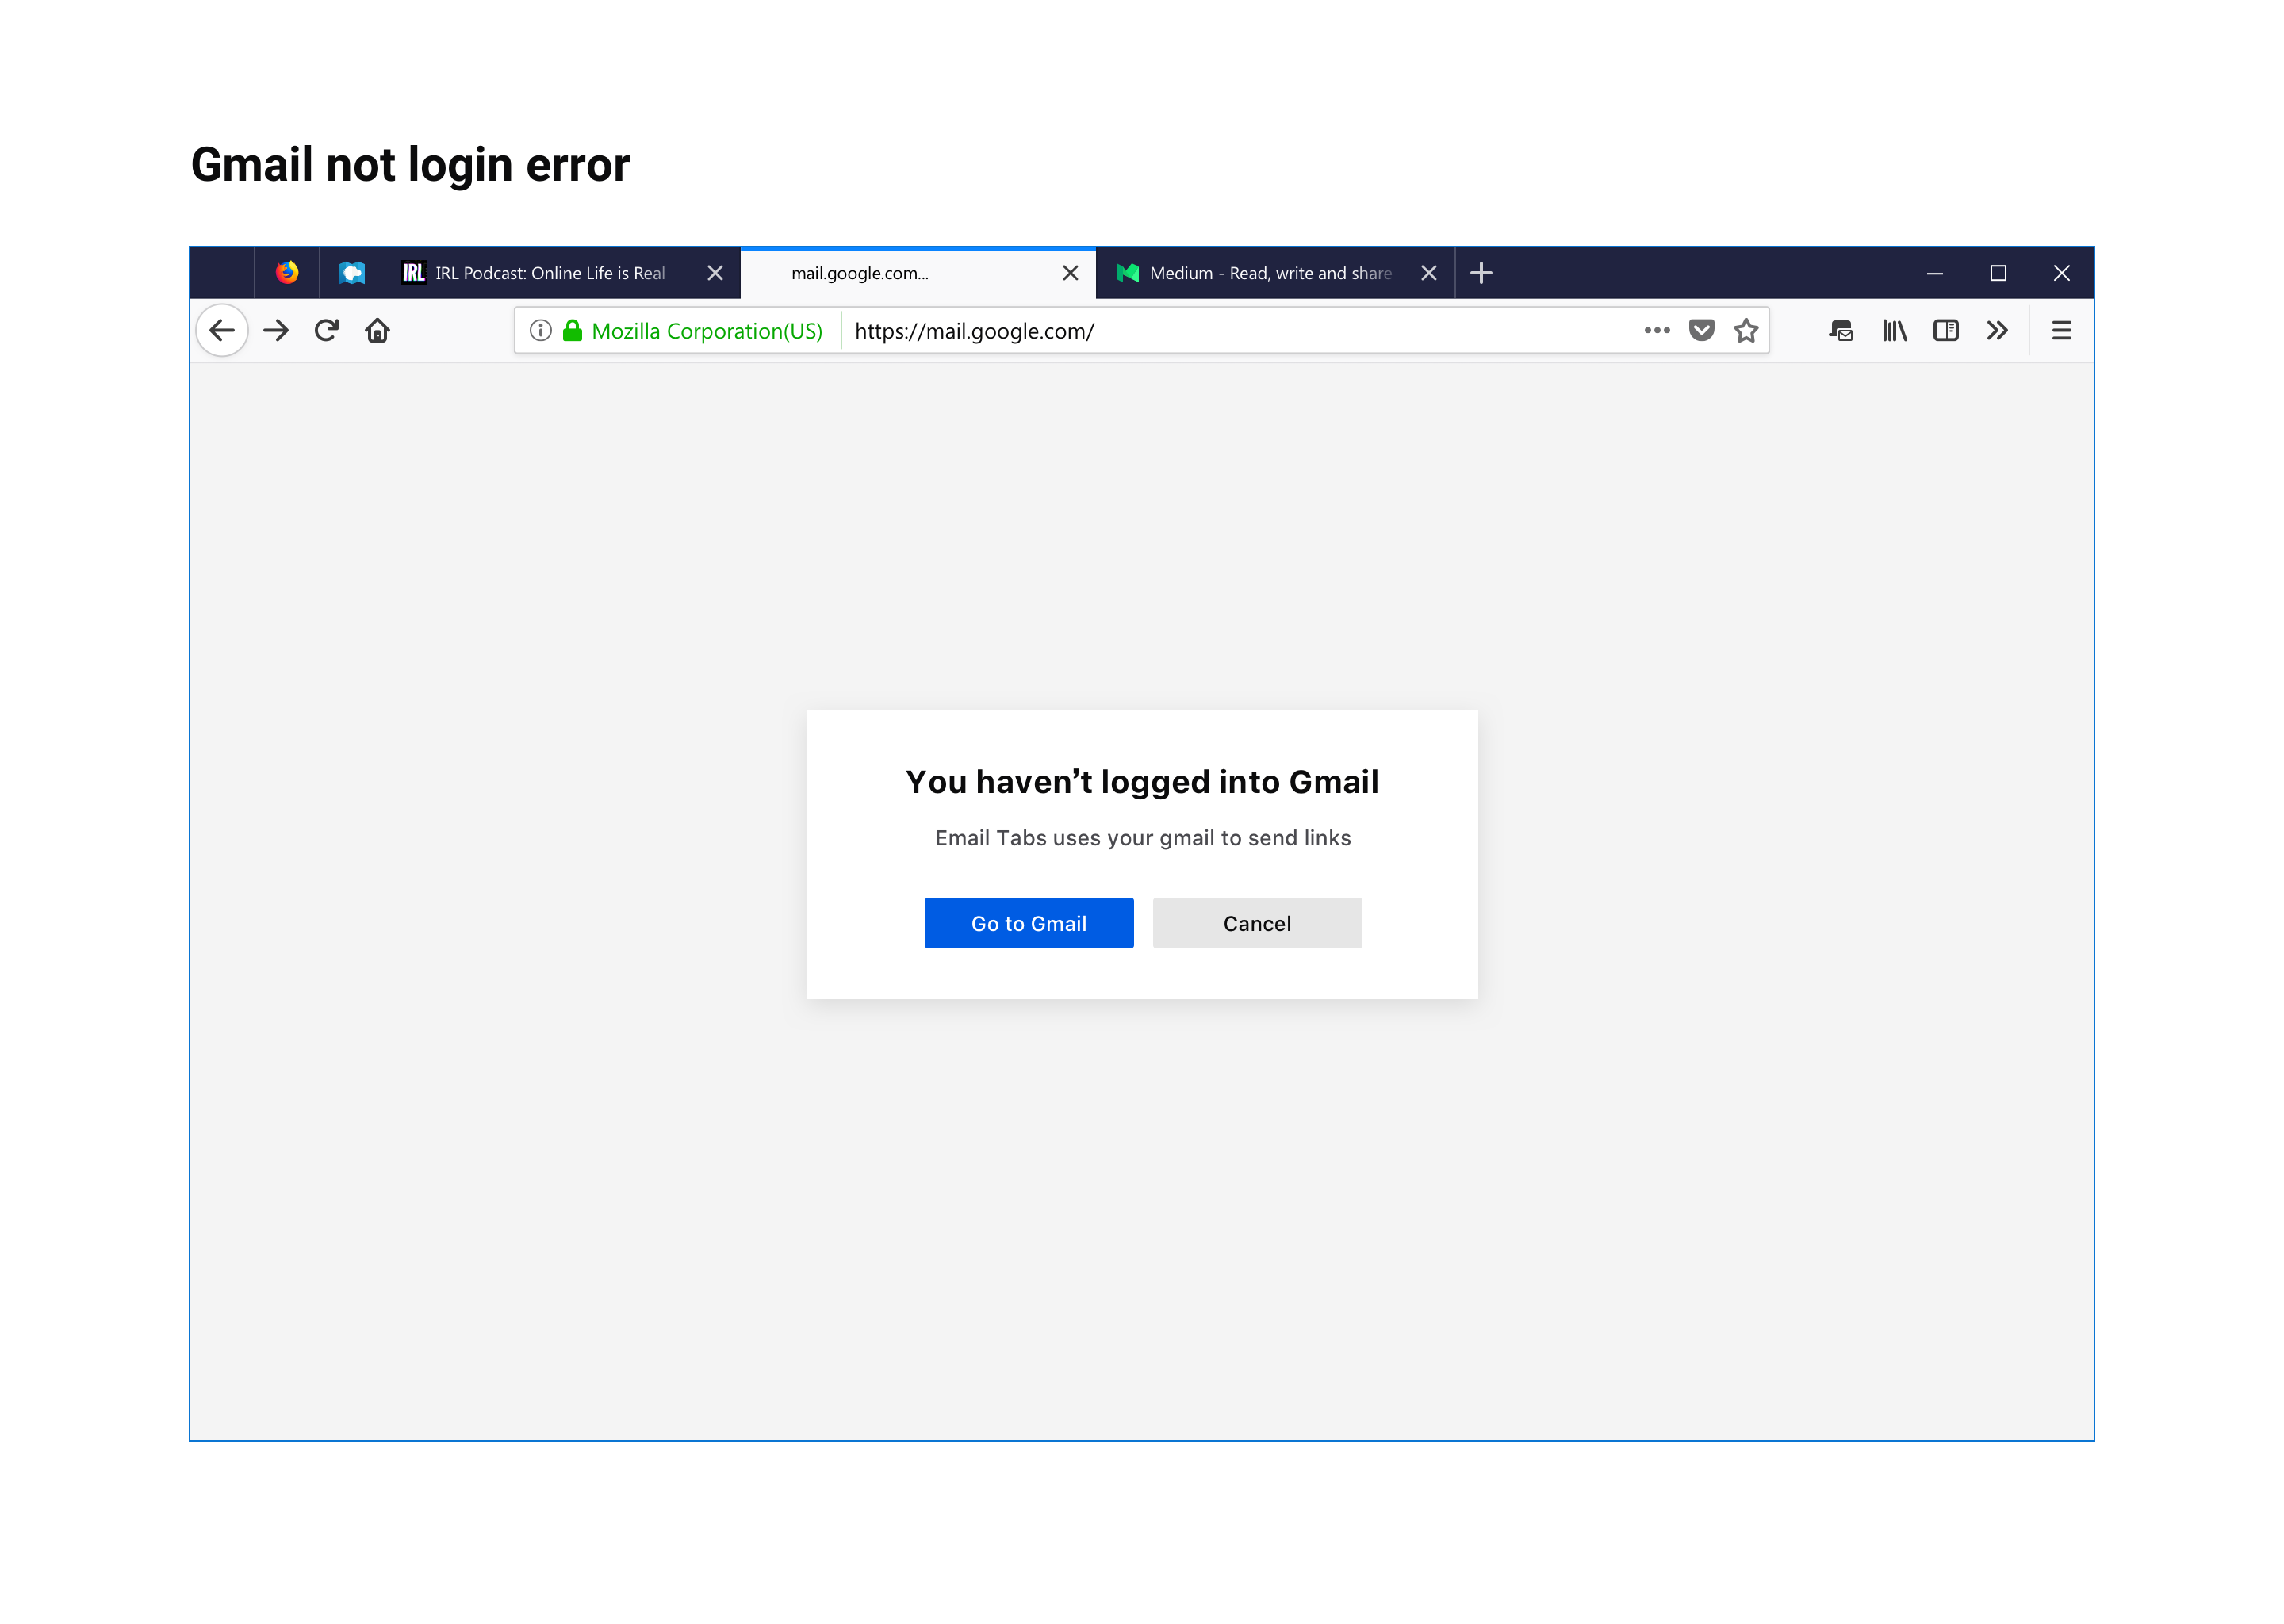 Gmail not login error
IRL IRL Podcast: Online Life is Real
mail.google.com...
Medium - Read, write and share
Mozilla Corporation(US)
https://mail.google.com/
You haven’t logged into Gmail
Email Tabs uses your gmail to send links
Go to Gmail
Cancel